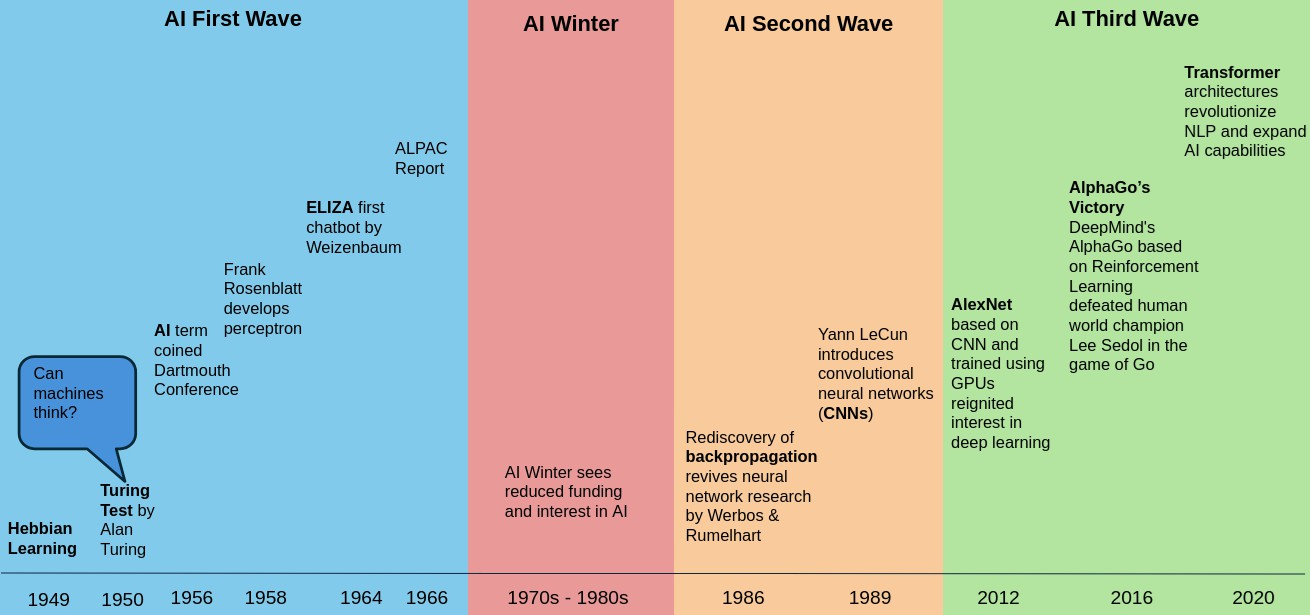 AI First Wave
AI Winter
AI Second Wave
AI Third Wave
Hebbian
Learning
Can
machines
think?
Turing
Test by
Alan
Turing
AI term
coined
Dartmouth
Conference
Frank
Rosenblatt
develops
perceptron
ELIZA first
chatbot by
Weizenbaum
ALPAC
Report
AI Winter sees
reduced funding
and interest in AI
Rediscovery of
backpropagation
revives neural
network research
by Werbos &
Rumelhart
Yann LeCun
introduces
convolutional
neural networks
(CNNs)
AlexNet
based on
CNN and
trained using
GPUs
reignited
interest in
deep learning
AlphaGo’s
Victory
DeepMind's
AlphaGo based
on Reinforcement
Learning
defeated human
world champion
Lee Sedol in the
game of Go
Transformer
architectures
revolutionize
NLP and expand
AI capabilities
1949
1950
1956
1958
1964
1966
1970s - 1980s
1986
1989
2012
2016
2020